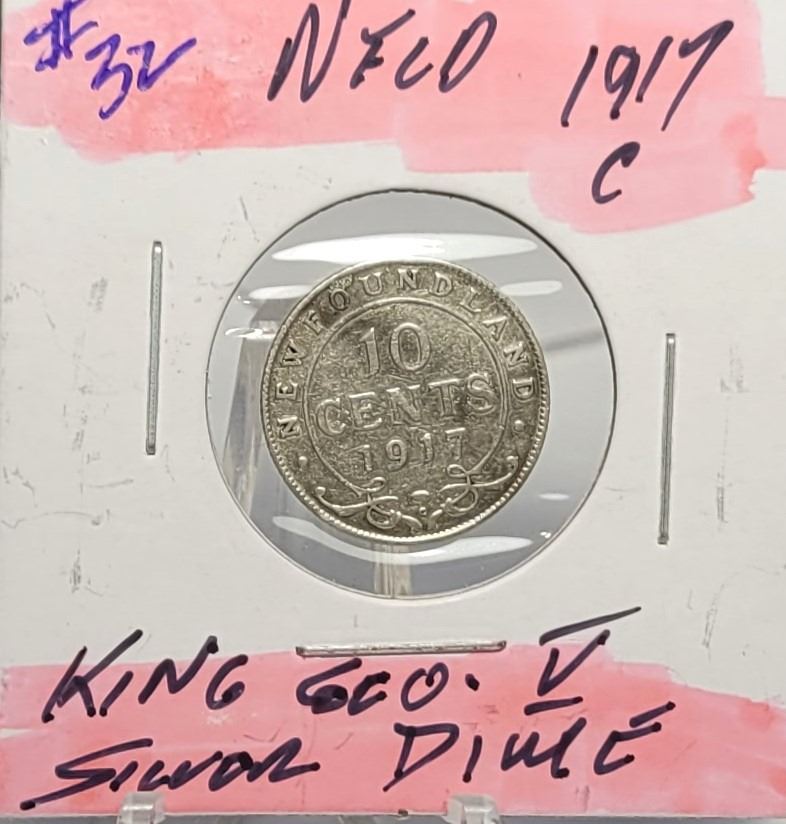 #32 NFLD 1917
C
NEWFOUNDLAND
10
CENTS
1917
KING GEO. V
SILVER DIME